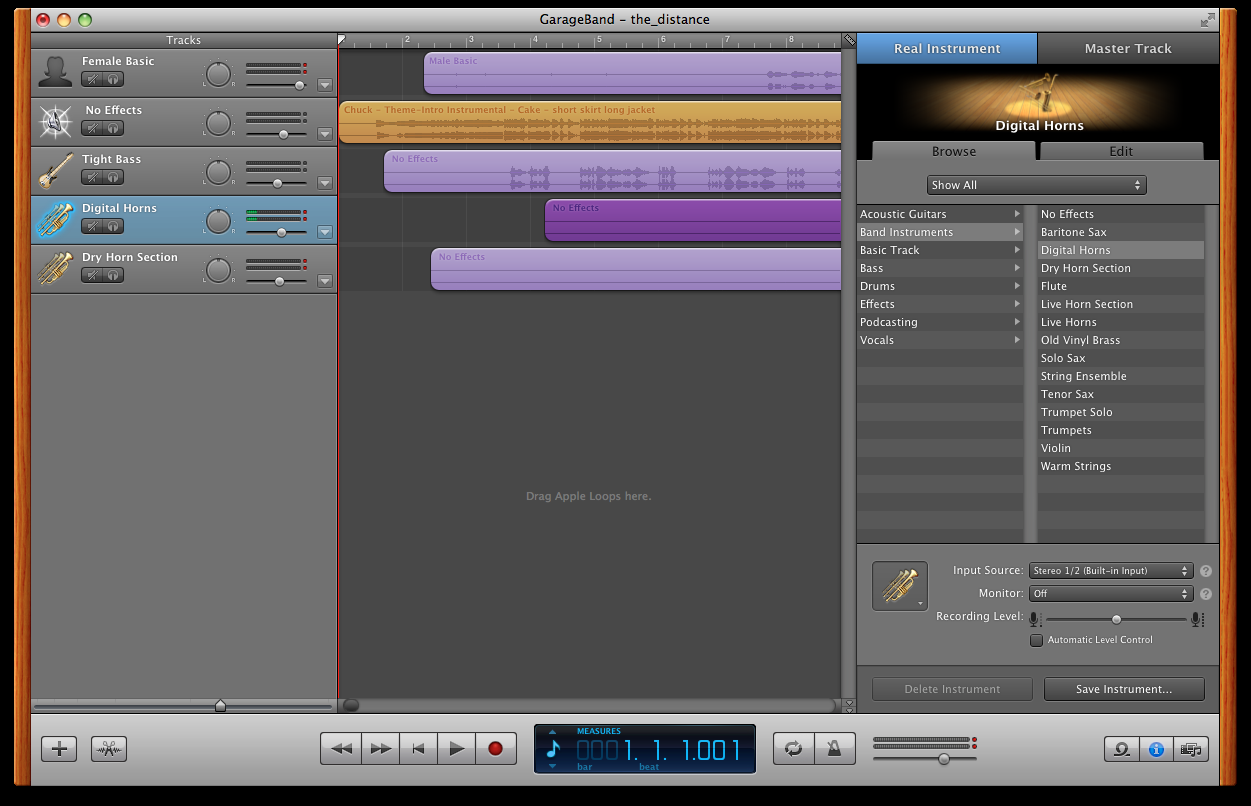 GarageBand - the_distance
Tracks
2 3 4 5 6 7 8
Real Instrument
Master Track
Female Basic
L R
No Effects
L R
Tight Bass
L R
Digital Horns
L R
Dry Horn Section
L R
Male Basic
Chuck - Theme-Intro Instrumental - Cake - short skirt long jacket
No Effects
No Effects
No Effects
Drag Apple Loops here.
Digital Horns
Browse
Edit
Show All
Acoustic Guitars
Band Instruments
Basic Track
Bass
Drums
Effects
Podcasting
Vocals
No Effects
Baritone Sax
Digital Horns
Dry Horn Section
Flute
Live Horn Section
Live Horns
Old Vinyl Brass
Solo Sax
String Ensemble
Tenor Sax
Trumpet Solo
Trumpets
Violin
Warm Strings
Input Source: Stereo 1/2 (Built-in Input) ?
Monitor: Off ?
Recording Level:
Automatic Level Control
Delete Instrument
Save Instrument...
MEASURES
0001. 1. 1.001
bar beat